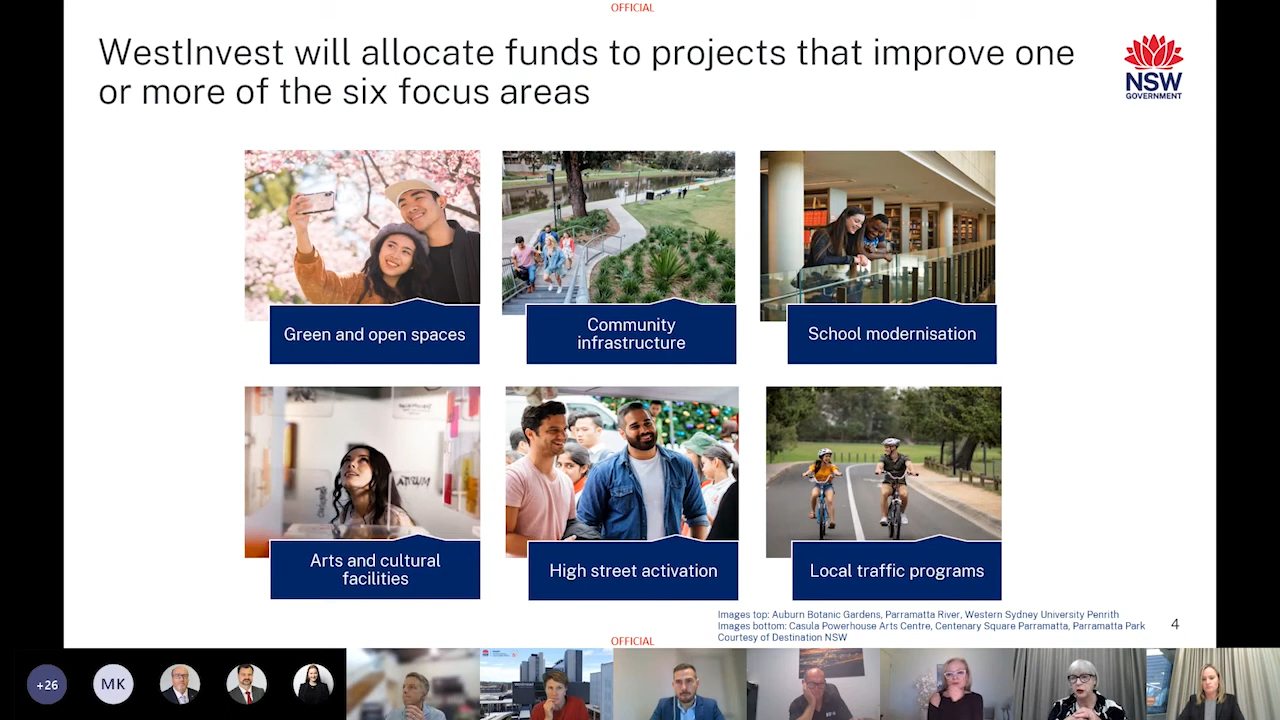 OFFICIAL
WestInvest will allocate funds to projects that improve one
or more of the six focus areas
NSW
GOVERNMENT
Green and open spaces
Community
infrastructure
School modernisation
Arts and cultural
facilities
High street activation
Local traffic programs
Images top: Auburn Botanic Gardens, Parramatta River, Western Sydney University Penrith
Images bottom: Casula Powerhouse Arts Centre, Centenary Square Parramatta, Parramatta Park
Courtesy of Destination NSW
4
OFFICIAL
+26
MK